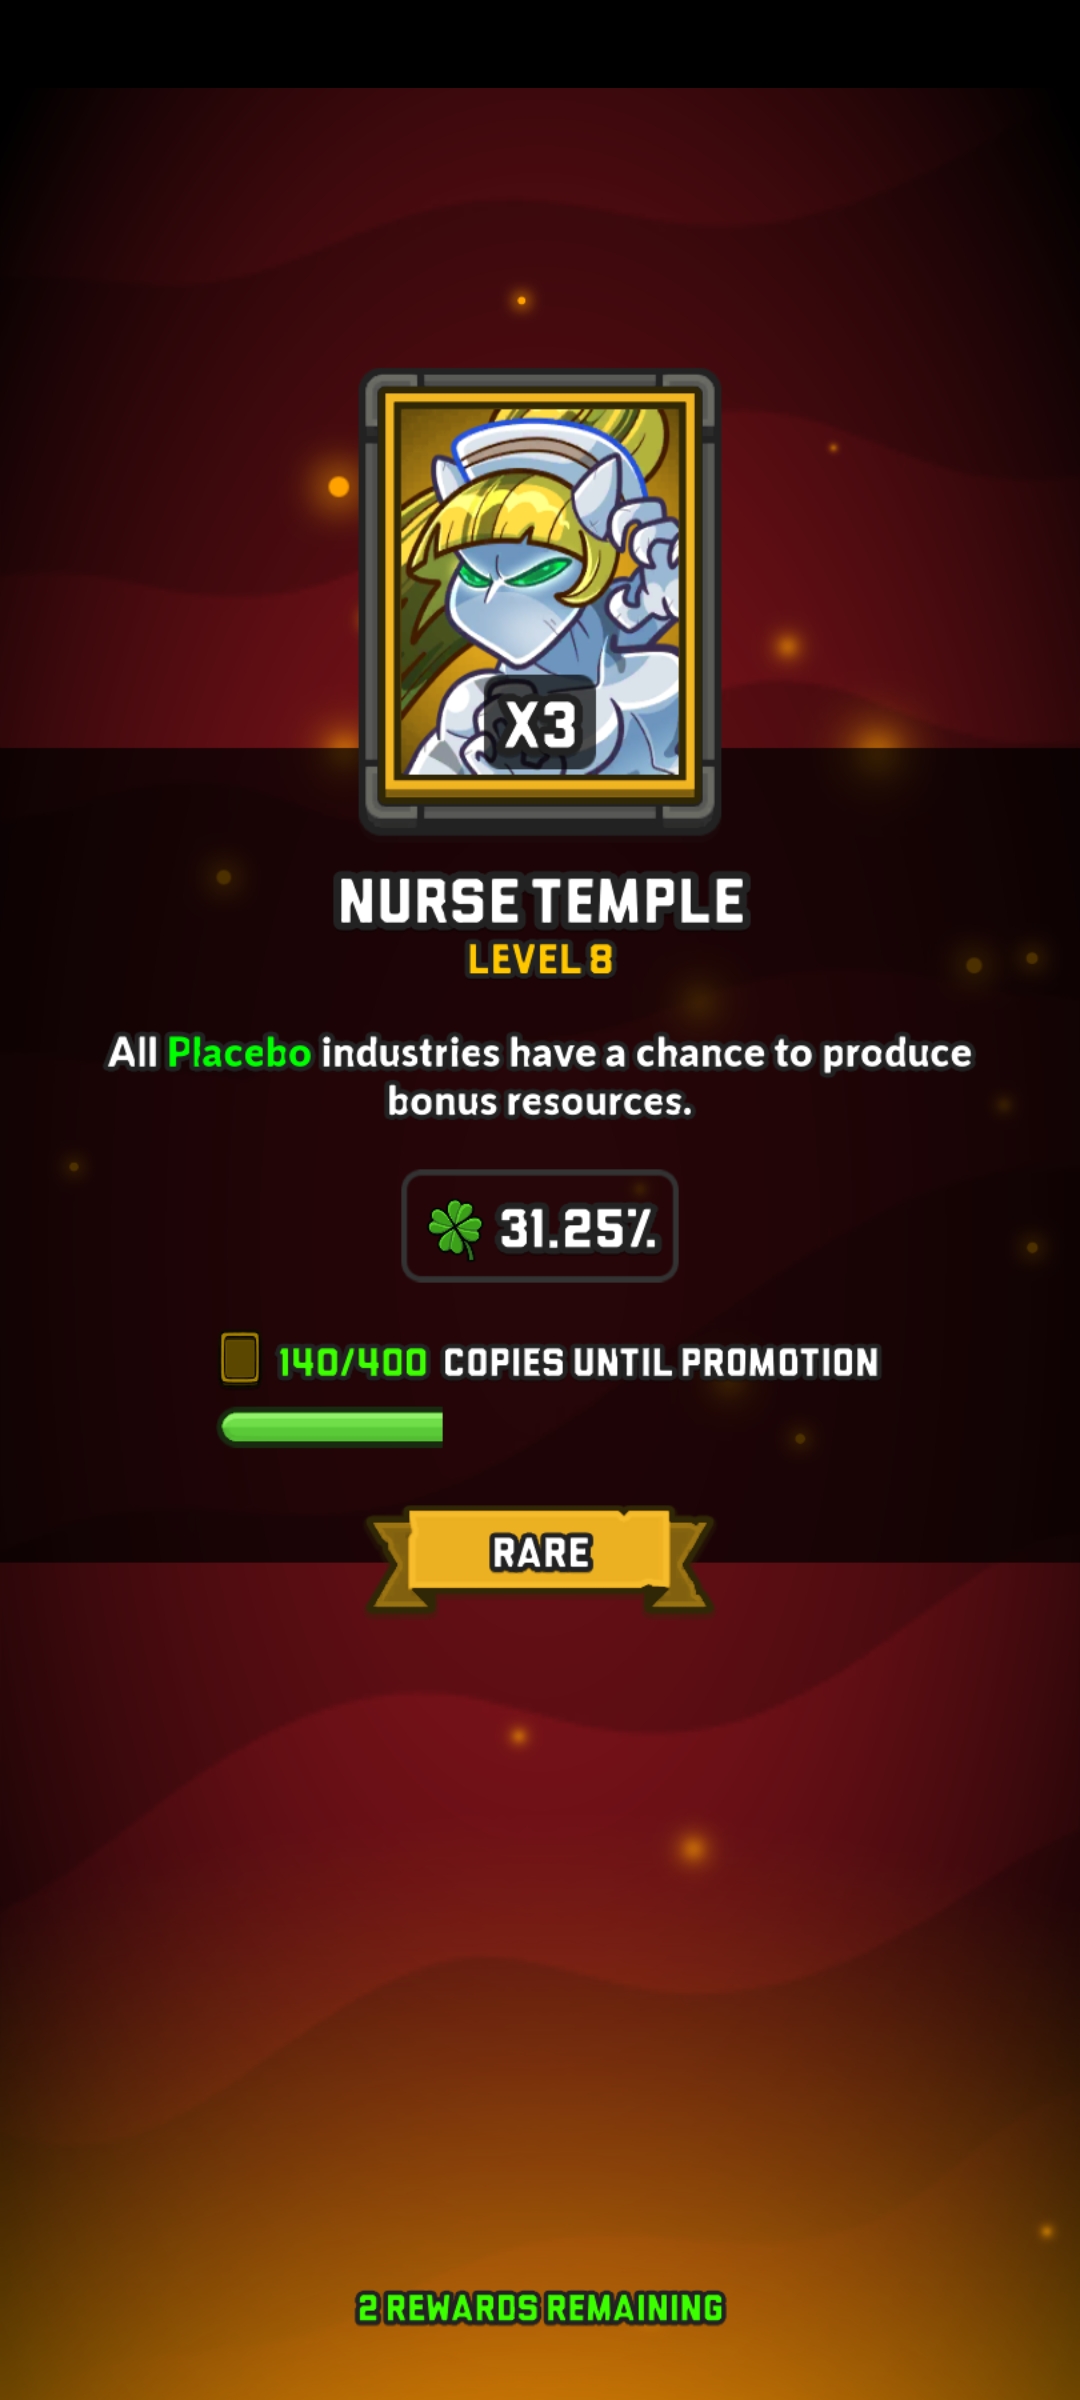 X3
NURSE TEMPLE
LEVEL 8
All Placebo industries have a chance to produce
bonus resources.
31.25%
140/400 COPIES UNTIL PROMOTION
RARE
2 REWARDS REMAINING